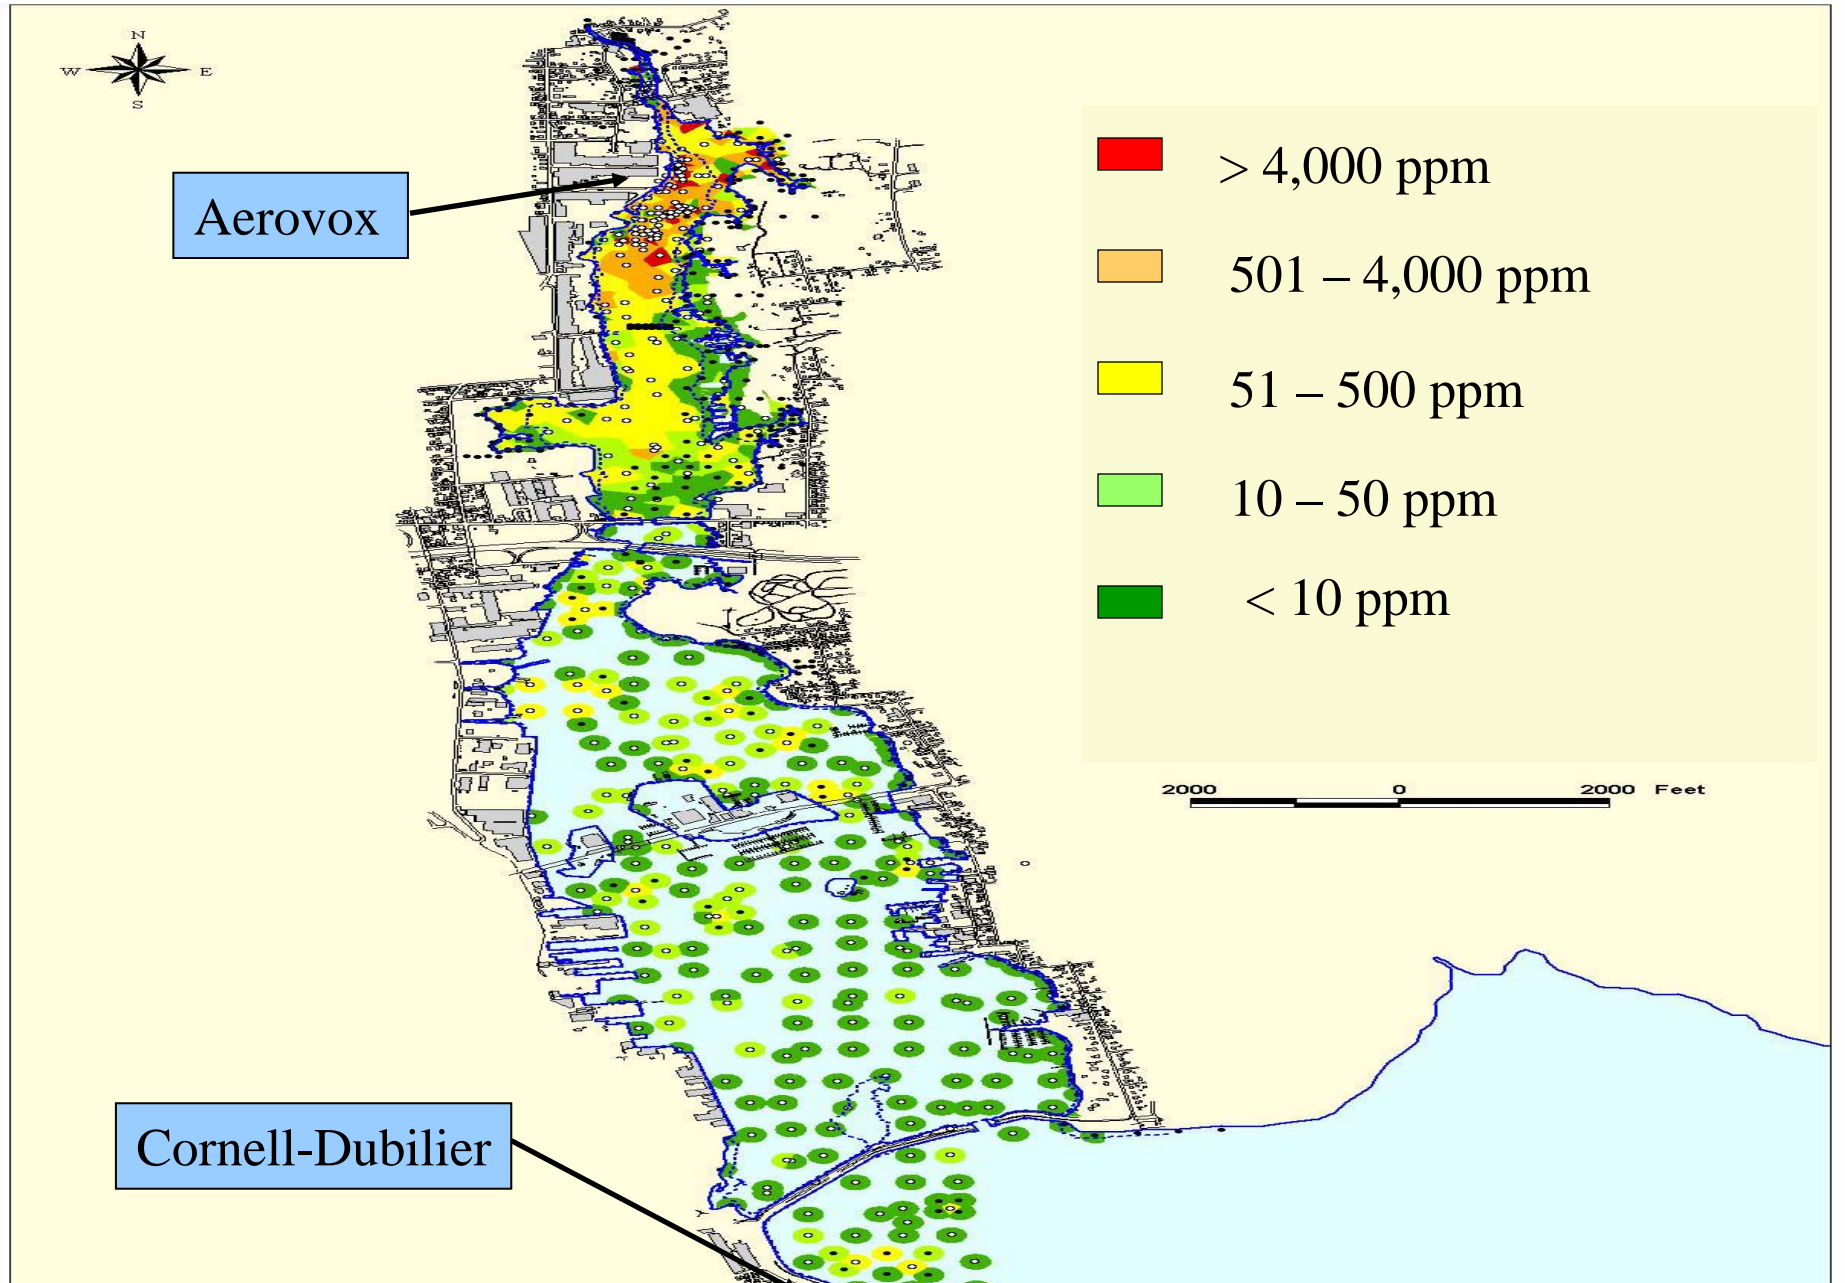 N
W E
S
Aerovox
> 4,000 ppm
501 – 4,000 ppm
51 – 500 ppm
10 – 50 ppm
< 10 ppm
2000 0 2000 Feet
Cornell-Dubilier